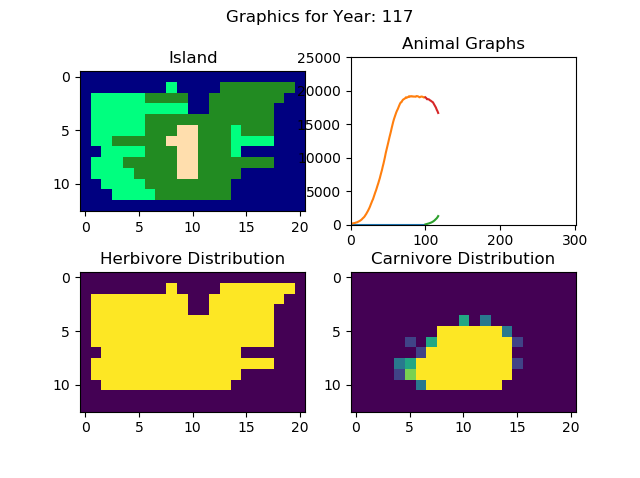 Graphics for Year: 117
Island
0
5
10
0 5 10 15 20
Animal Graphs
25000
20000
15000
10000
5000
0
0 100 200 300
Herbivore Distribution
0
5
10
0 5 10 15 20
Carnivore Distribution
0
5
10
0 5 10 15 20